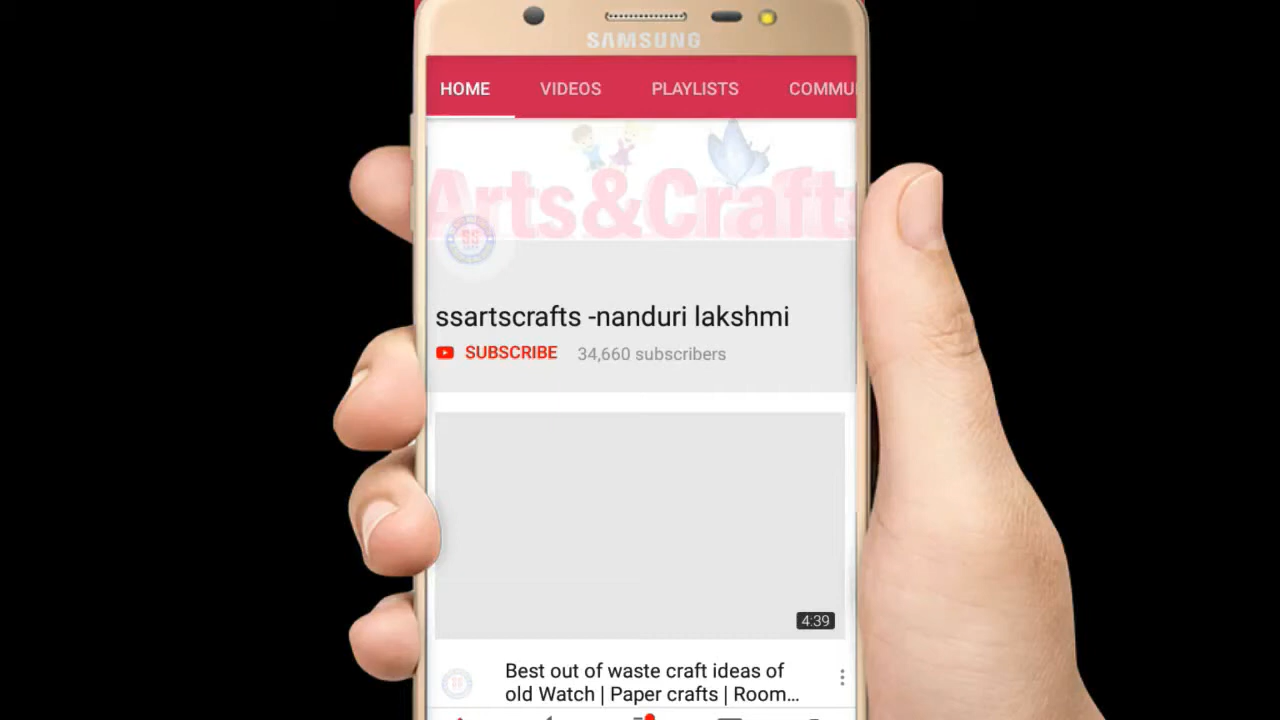 SAMSUNG
HOME VIDEOS PLAYLISTS COMMU
Arts&Crafts
SS
ssartscrafts -nanduri lakshmi
SUBSCRIBE 34,660 subscribers
4:39
Best out of waste craft ideas of
old Watch | Paper crafts | Room...